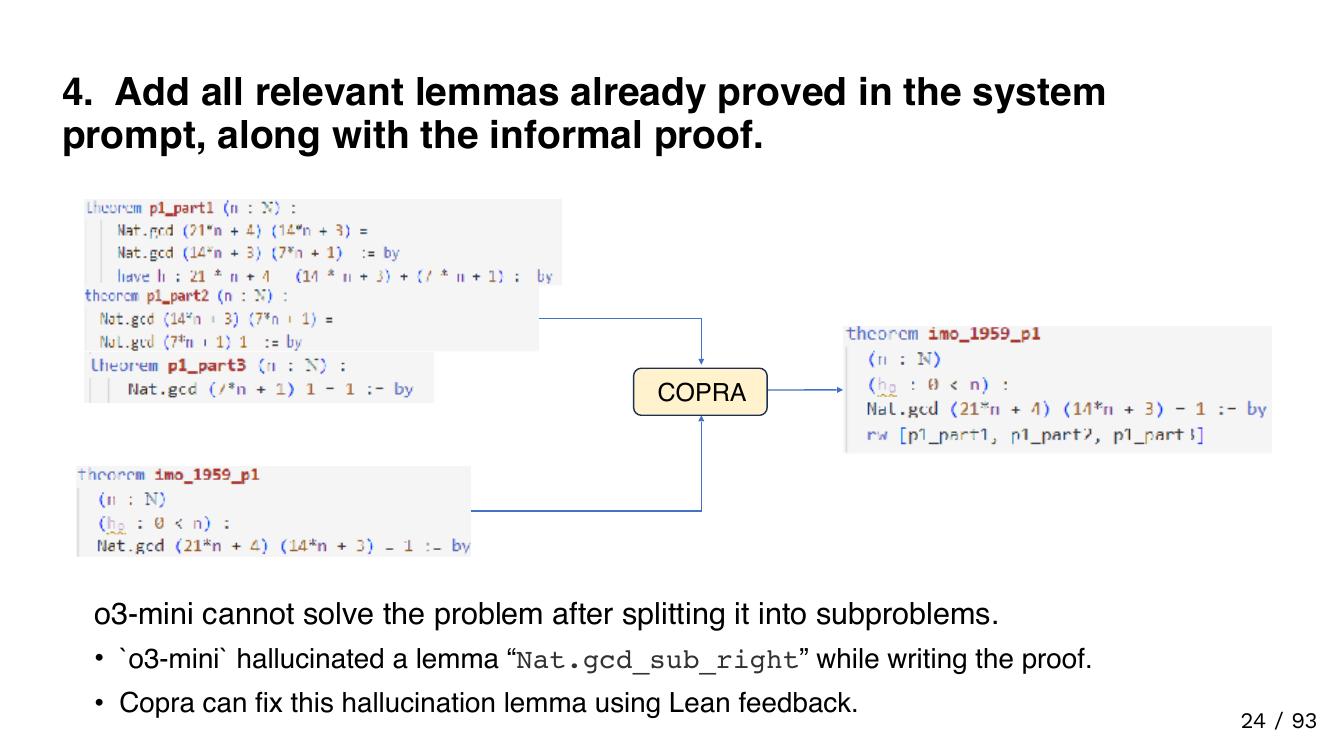 4.  Add all relevant lemmas already proved in the system
prompt, along with the informal proof.
theorem p1_part1 (n : ℕ) :
Nat.gcd (21*n + 4) (14*n + 3) =
Nat.gcd (14*n + 3) (7*n + 1)  := by
have h : 21 * n + 4   (14 * n + 3) + (7 * n + 1) :  by
theorem p1_part2 (n : ℕ) :
Nat.gcd (14*n + 3) (7*n + 1) =
Nat.gcd (7*n + 1) 1  := by
theorem p1_part3 (n : ℕ) :
Nat.gcd (7*n + 1) 1 = 1 := by
COPRA
theorem imo_1959_p1
(n : ℕ)
(h₀ : 0 < n) :
Nat.gcd (21*n + 4) (14*n + 3) = 1 := by
rw [p1_part1, p1_part2, p1_part3]
theorem imo_1959_p1
(n : ℕ)
(h₀ : 0 < n) :
Nat.gcd (21*n + 4) (14*n + 3) = 1 := by
o3-mini cannot solve the problem after splitting it into subproblems.
• `o3-mini` hallucinated a lemma “Nat.gcd_sub_right” while writing the proof.
• Copra can fix this hallucination lemma using Lean feedback.
24 / 93